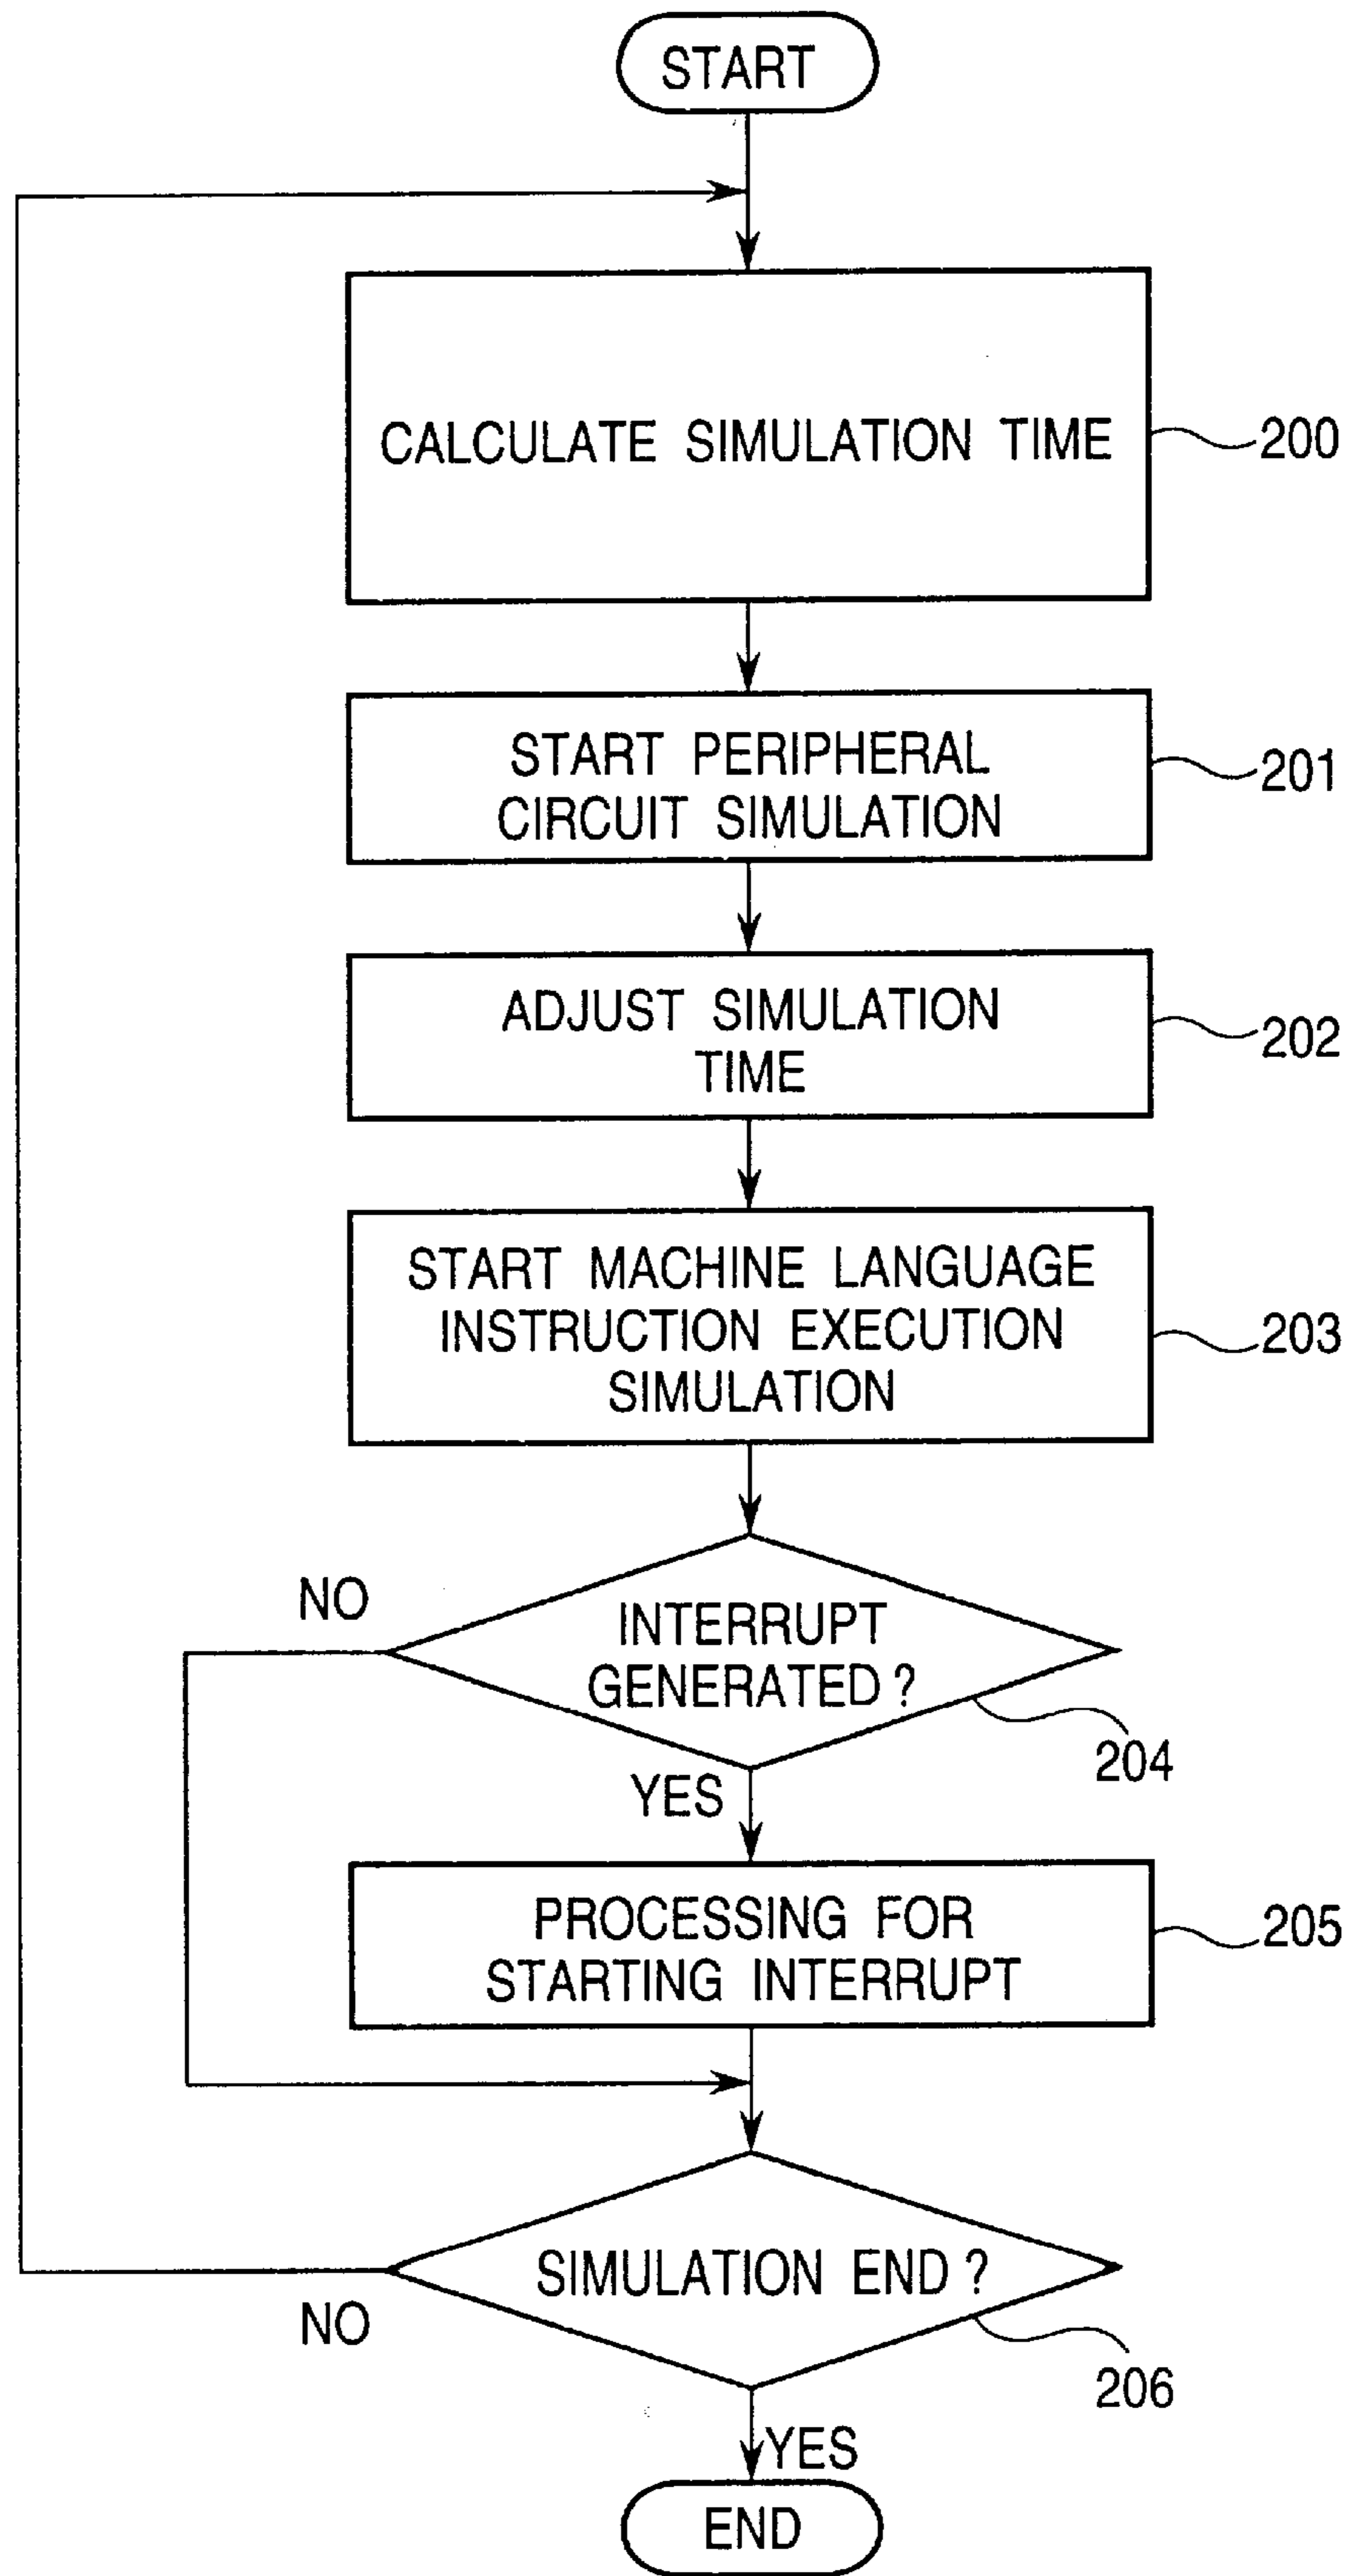 START
CALCULATE SIMULATION TIME
200
START PERIPHERAL
CIRCUIT SIMULATION
201
ADJUST SIMULATION
TIME
202
START MACHINE LANGUAGE
INSTRUCTION EXECUTION
SIMULATION
203
NO
INTERRUPT
GENERATED ?
204
YES
PROCESSING FOR
STARTING INTERRUPT
205
SIMULATION END ?
NO
206
YES
END